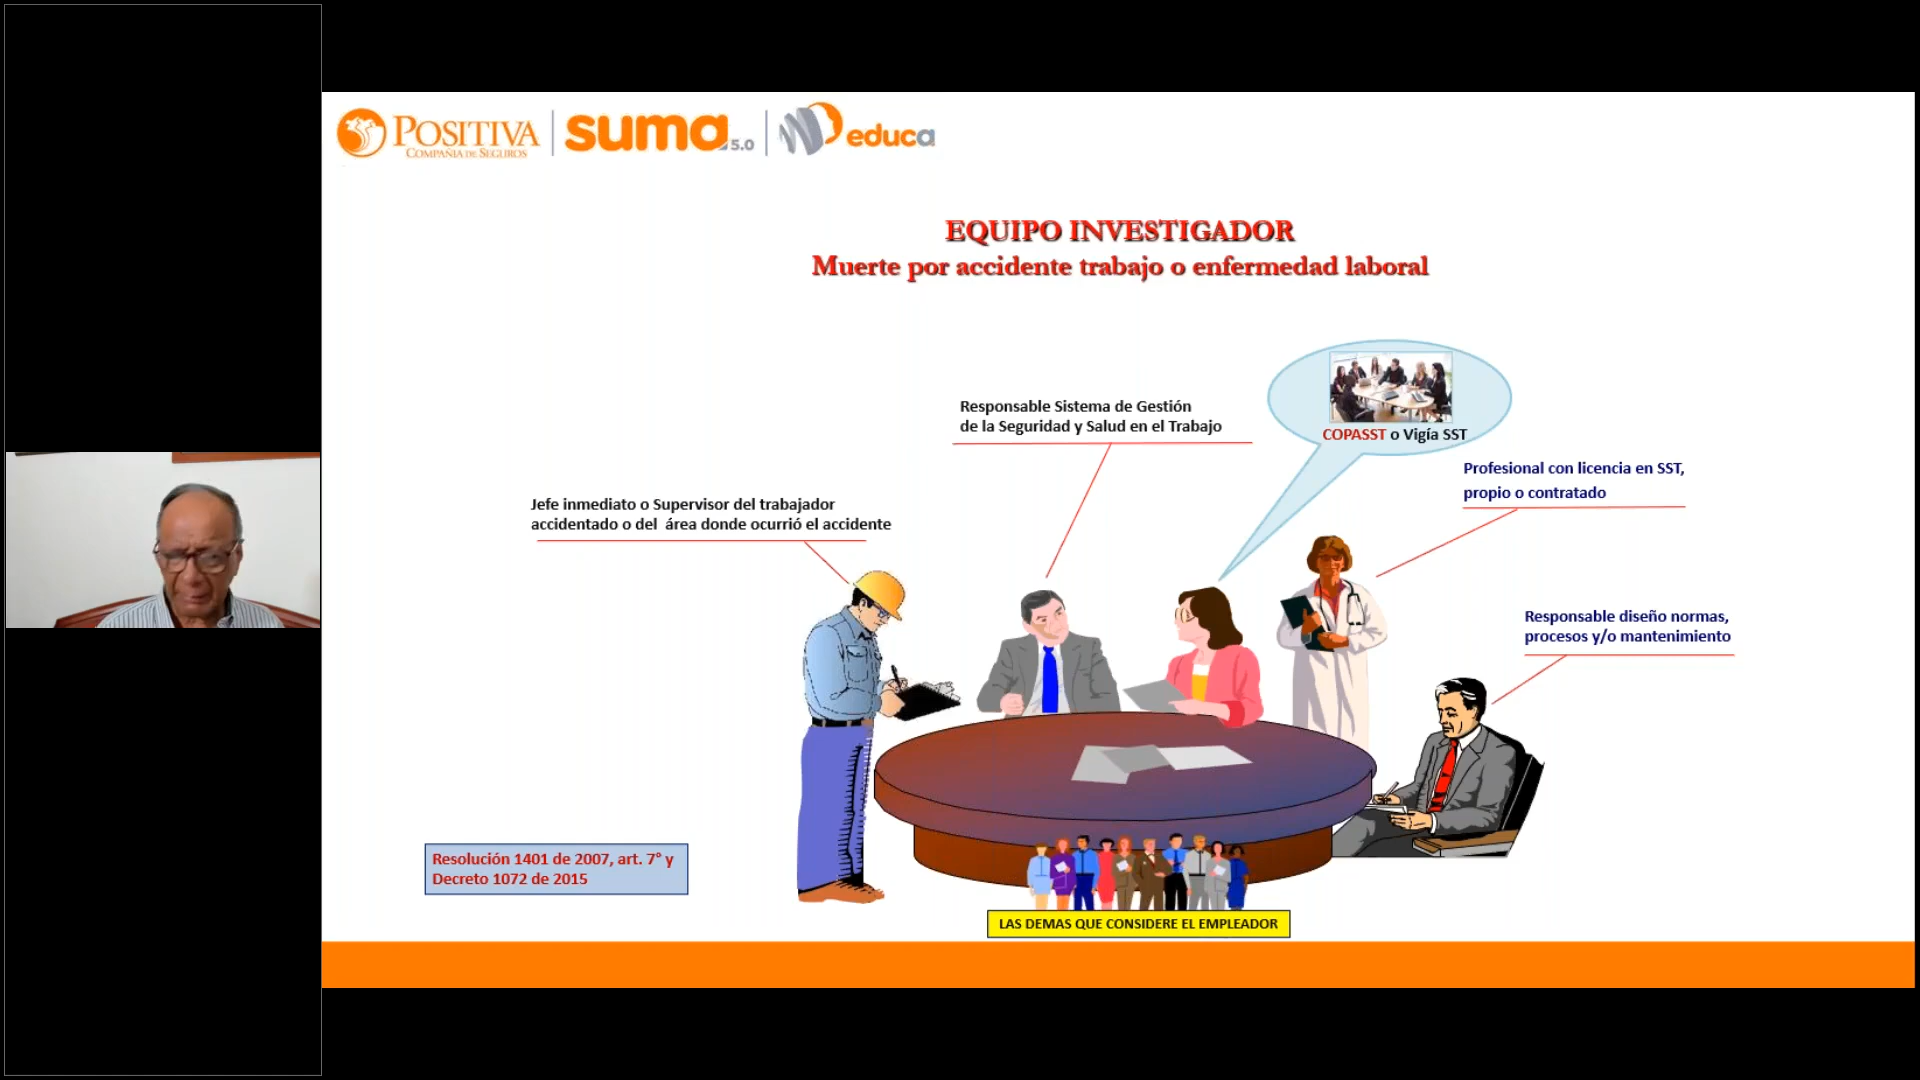 POSITIVA
COMPAÑIA DE SEGUROS
suma 5.0
educa
EQUIPO INVESTIGADOR
Muerte por accidente trabajo o enfermedad laboral
Responsable Sistema de Gestión
de la Seguridad y Salud en el Trabajo
COPASST o Vigía SST
Profesional con licencia en SST,
propio o contratado
Jefe inmediato o Supervisor del trabajador
accidentado o del área donde ocurrió el accidente
Responsable diseño normas,
procesos y/o mantenimiento
Resolución 1401 de 2007, art. 7° y
Decreto 1072 de 2015
LAS DEMAS QUE CONSIDERE EL EMPLEADOR